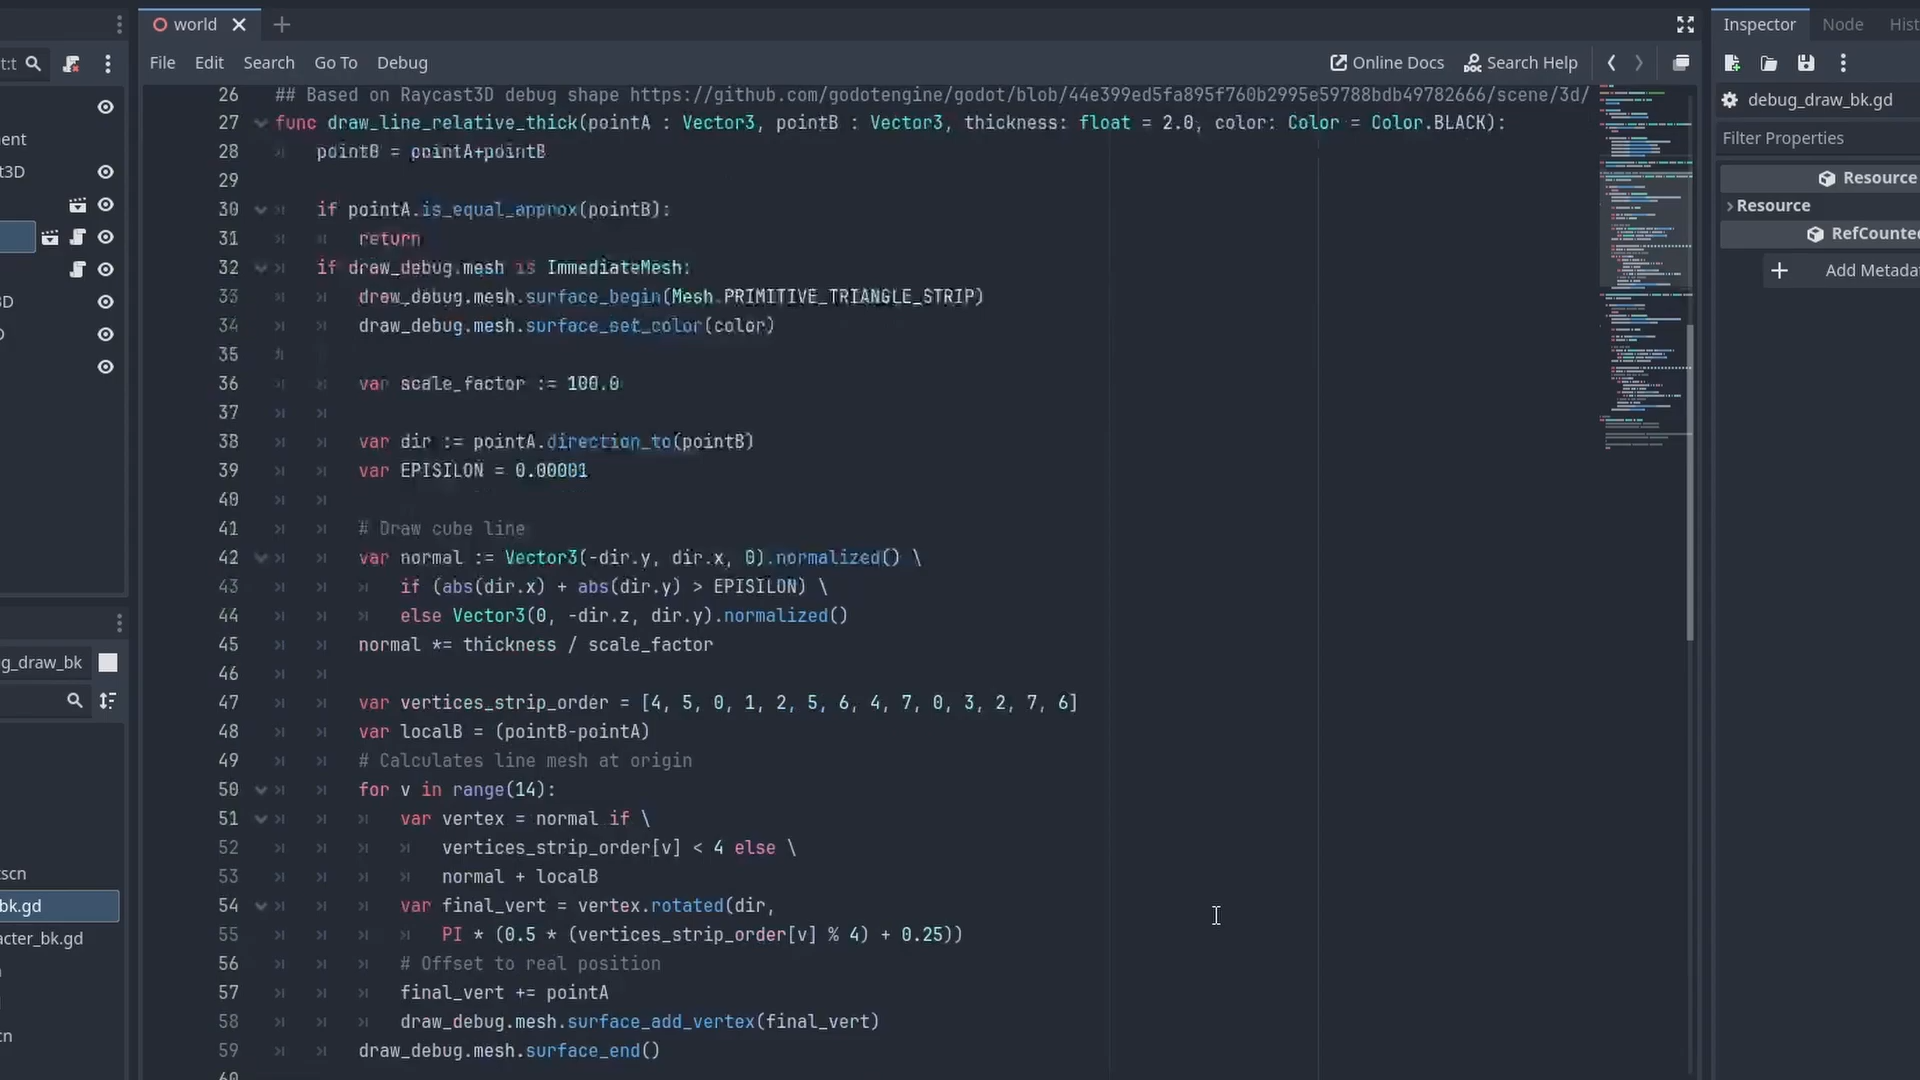 world
Inspector
Node
Hist
:t
File
Edit
Search
Go To
Debug
Online Docs
Search Help
debug_draw_bk.gd
Filter Properties
Resource
Resource
RefCounted
Add Metadat
nent
t3D
3D
D
g_draw_bk
tscn
bk.gd
acter_bk.gd
cn
26 ## Based on Raycast3D debug shape https://github.com/godotengine/godot/blob/44e399ed5fa895f760b2995e59788bdb49782666/scene/3d/
27 func draw_line_relative_thick(pointA : Vector3, pointB : Vector3, thickness: float = 2.0, color: Color = Color.BLACK):
28 pointB = pointA+pointB
29
30 if pointA.is_equal_approx(pointB):
31 return
32 if draw_debug.mesh is ImmediateMesh:
33 draw_debug.mesh.surface_begin(Mesh.PRIMITIVE_TRIANGLE_STRIP)
34 draw_debug.mesh.surface_set_color(color)
35
36 var scale_factor := 100.0
37
38 var dir := pointA.direction_to(pointB)
39 var EPISILON = 0.00001
40
41 # Draw cube line
42 var normal := Vector3(-dir.y, dir.x, 0).normalized() \
43 if (abs(dir.x) + abs(dir.y) > EPISILON) \
44 else Vector3(0, -dir.z, dir.y).normalized()
45 normal *= thickness / scale_factor
46
47 var vertices_strip_order = [4, 5, 0, 1, 2, 5, 6, 4, 7, 0, 3, 2, 7, 6]
48 var localB = (pointB-pointA)
49 # Calculates line mesh at origin
50 for v in range(14):
51 var vertex = normal if \
52 vertices_strip_order[v] < 4 else \
53 normal + localB
54 var final_vert = vertex.rotated(dir,
55 PI * (0.5 * (vertices_strip_order[v] % 4) + 0.25))
56 # Offset to real position
57 final_vert += pointA
58 draw_debug.mesh.surface_add_vertex(final_vert)
59 draw_debug.mesh.surface_end()
60